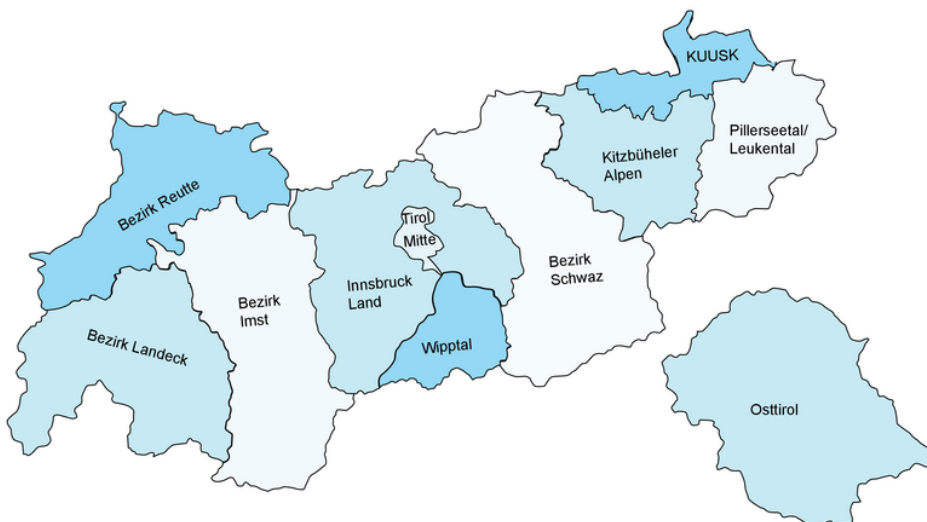 KUUSK
Pillerseetal/
Leukental
Kitzbüheler
Alpen
Bezirk Reutte
Tirol
Mitte
Bezirk
Schwaz
Innsbruck
Land
Bezirk
Imst
Bezirk Landeck
Wipptal
Osttirol